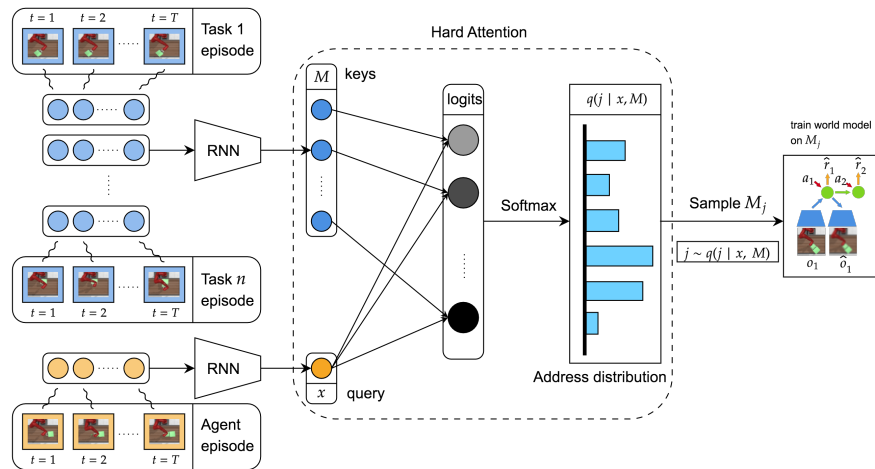 t = 1 t = 2 t = T
Task 1
episode
Hard Attention
M keys
logits
q(j | x, M)
RNN
train world model
on M_j
r̂_1 r̂_2
a_1 a_2
Softmax
Sample M_j
j ~ q(j | x, M)
o_1 ô_1
Task n
episode
t = 1 t = 2 t = T
RNN
x query
Address distribution
Agent
episode
t = 1 t = 2 t = T